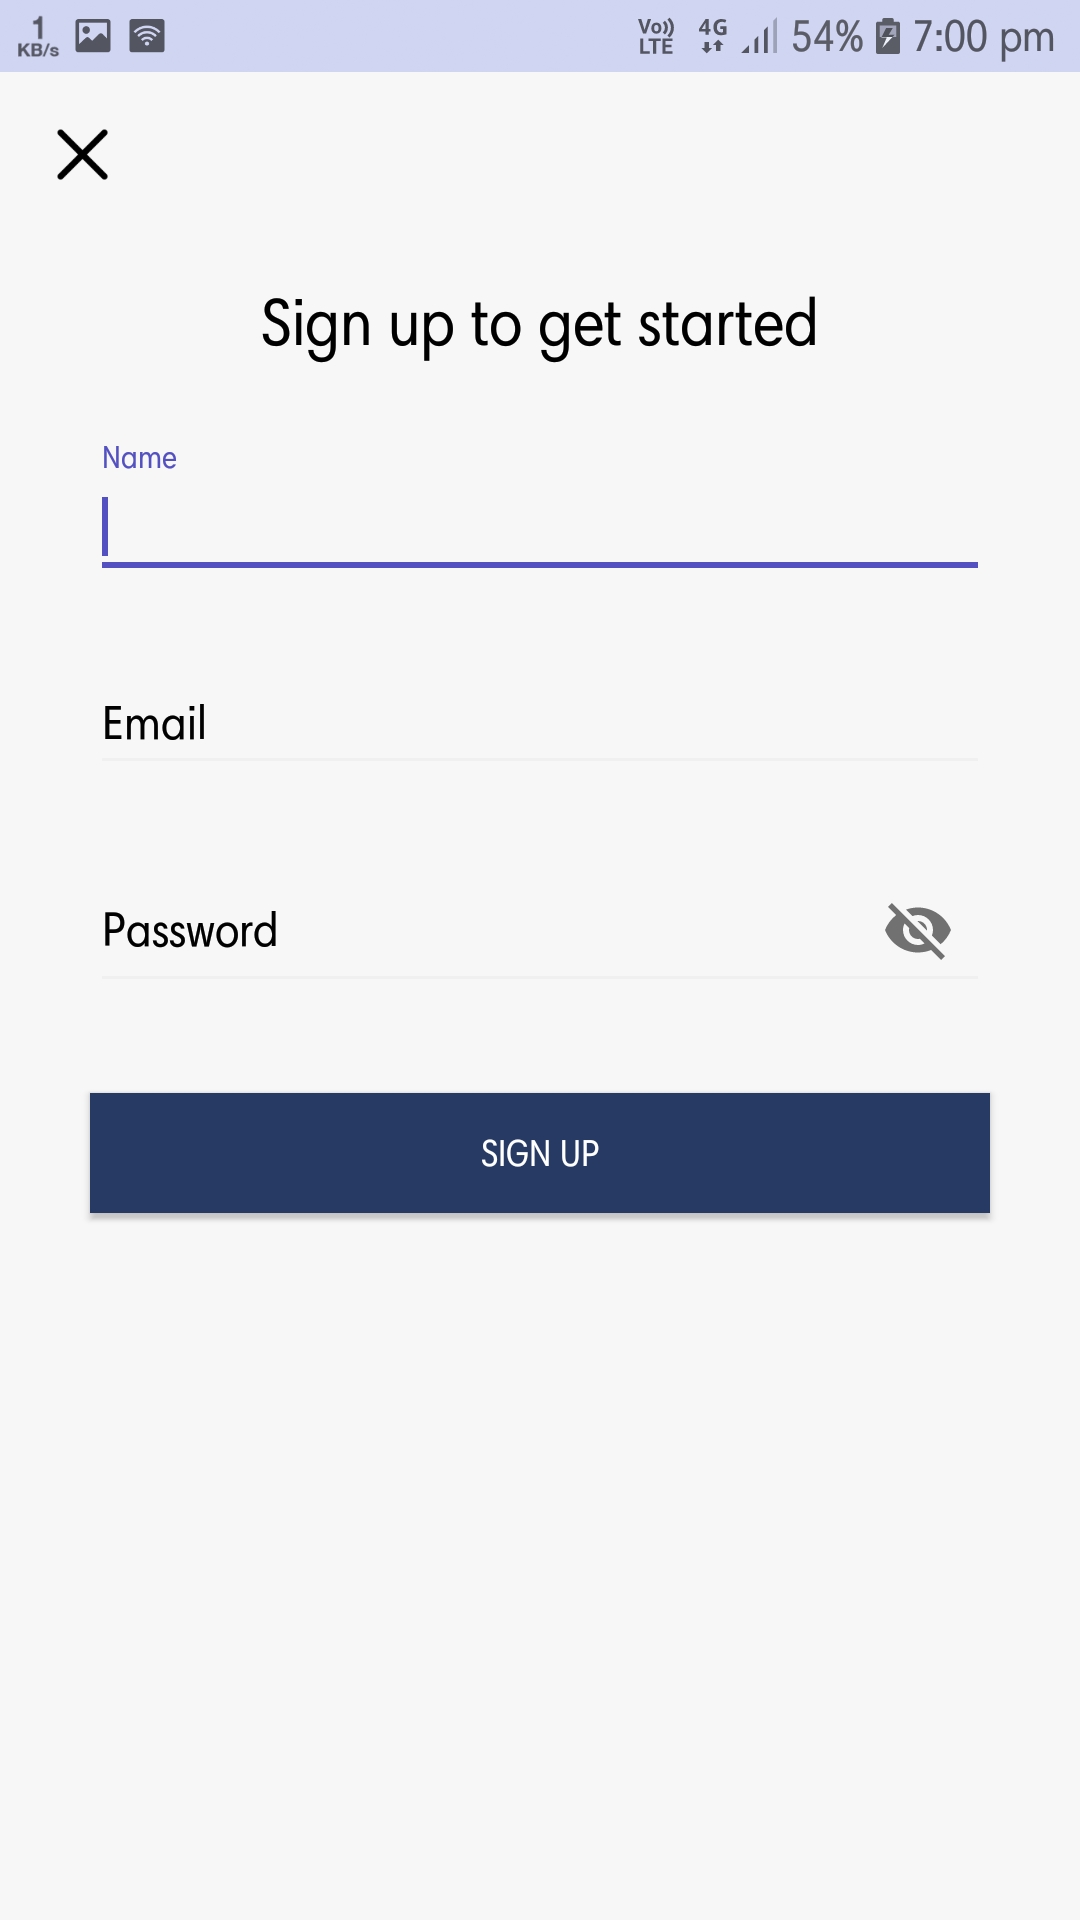 1 KB/s Vo)) LTE 4G 54% 7:00 pm
Sign up to get started
Name
Email
Password
SIGN UP